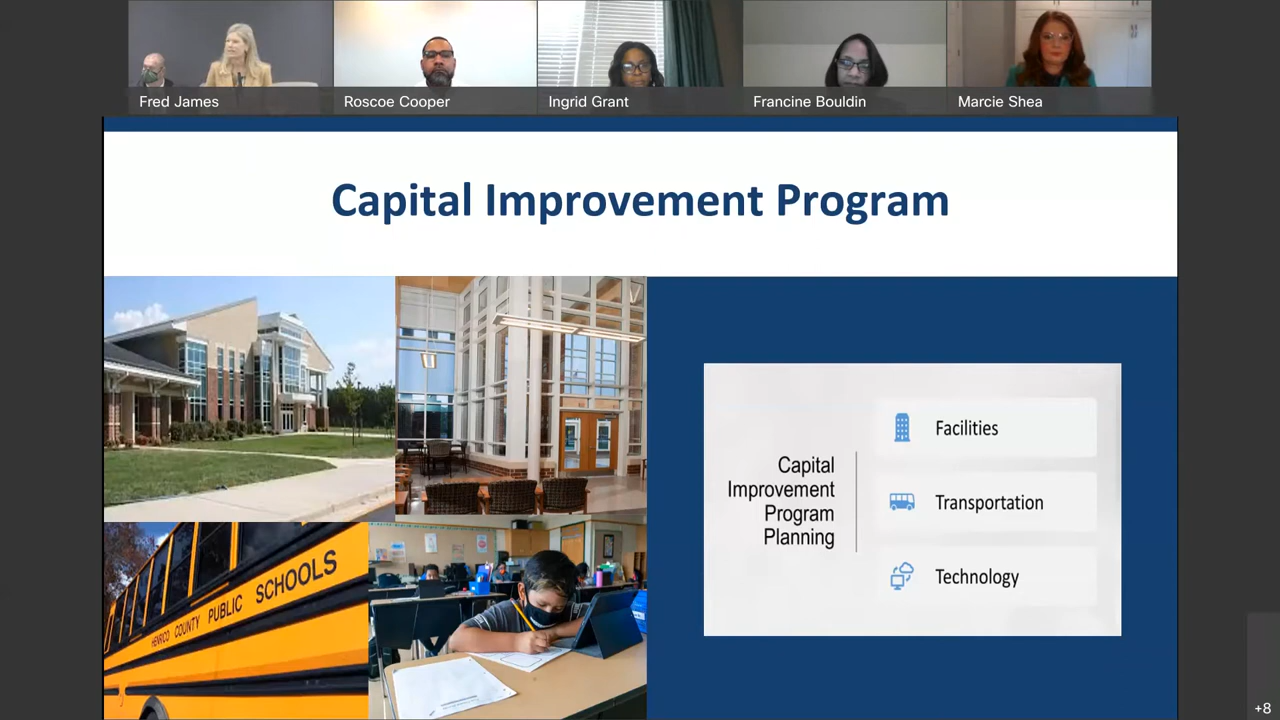 Fred James
Roscoe Cooper
Ingrid Grant
Francine Bouldin
Marcie Shea
Capital Improvement Program
Capital
Improvement
Program
Planning
Facilities
Transportation
Technology
HENRICO COUNTY PUBLIC SCHOOLS
+8